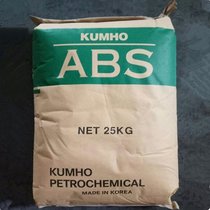 KUMHO
ABS
NET 25KG
KUMHO
PETROCHEMICAL
MADE IN KOREA